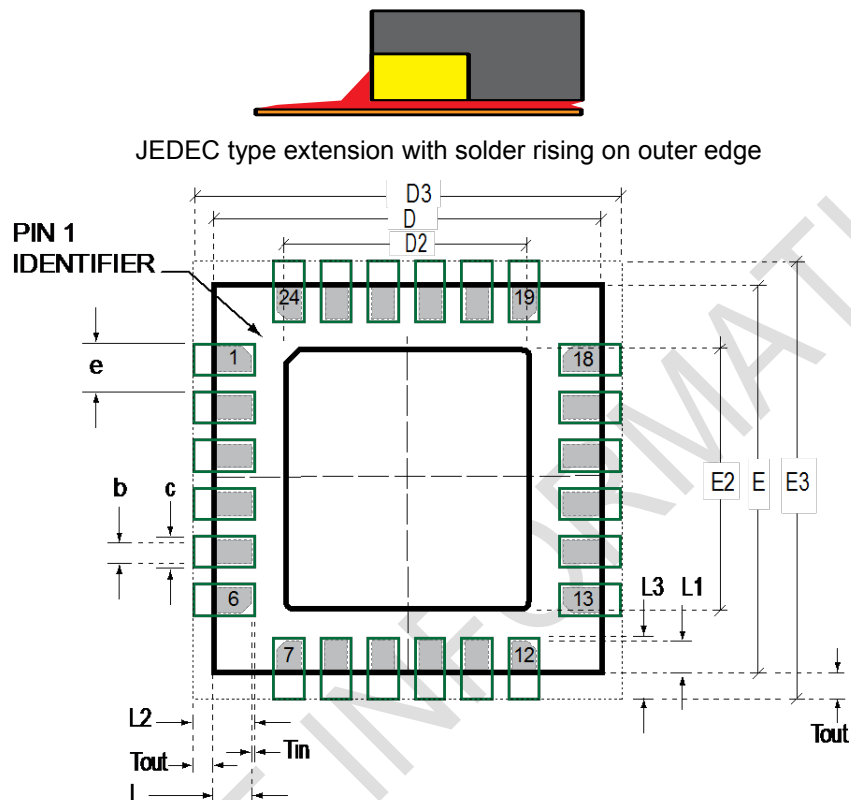 JEDEC type extension with solder rising on outer edge
D3
D
D2
PIN 1
IDENTIFIER
24
19
1
18
e
b
c
E2
E
E3
6
13
L3
L1
7
12
L2
Tin
Tout
Tout
L